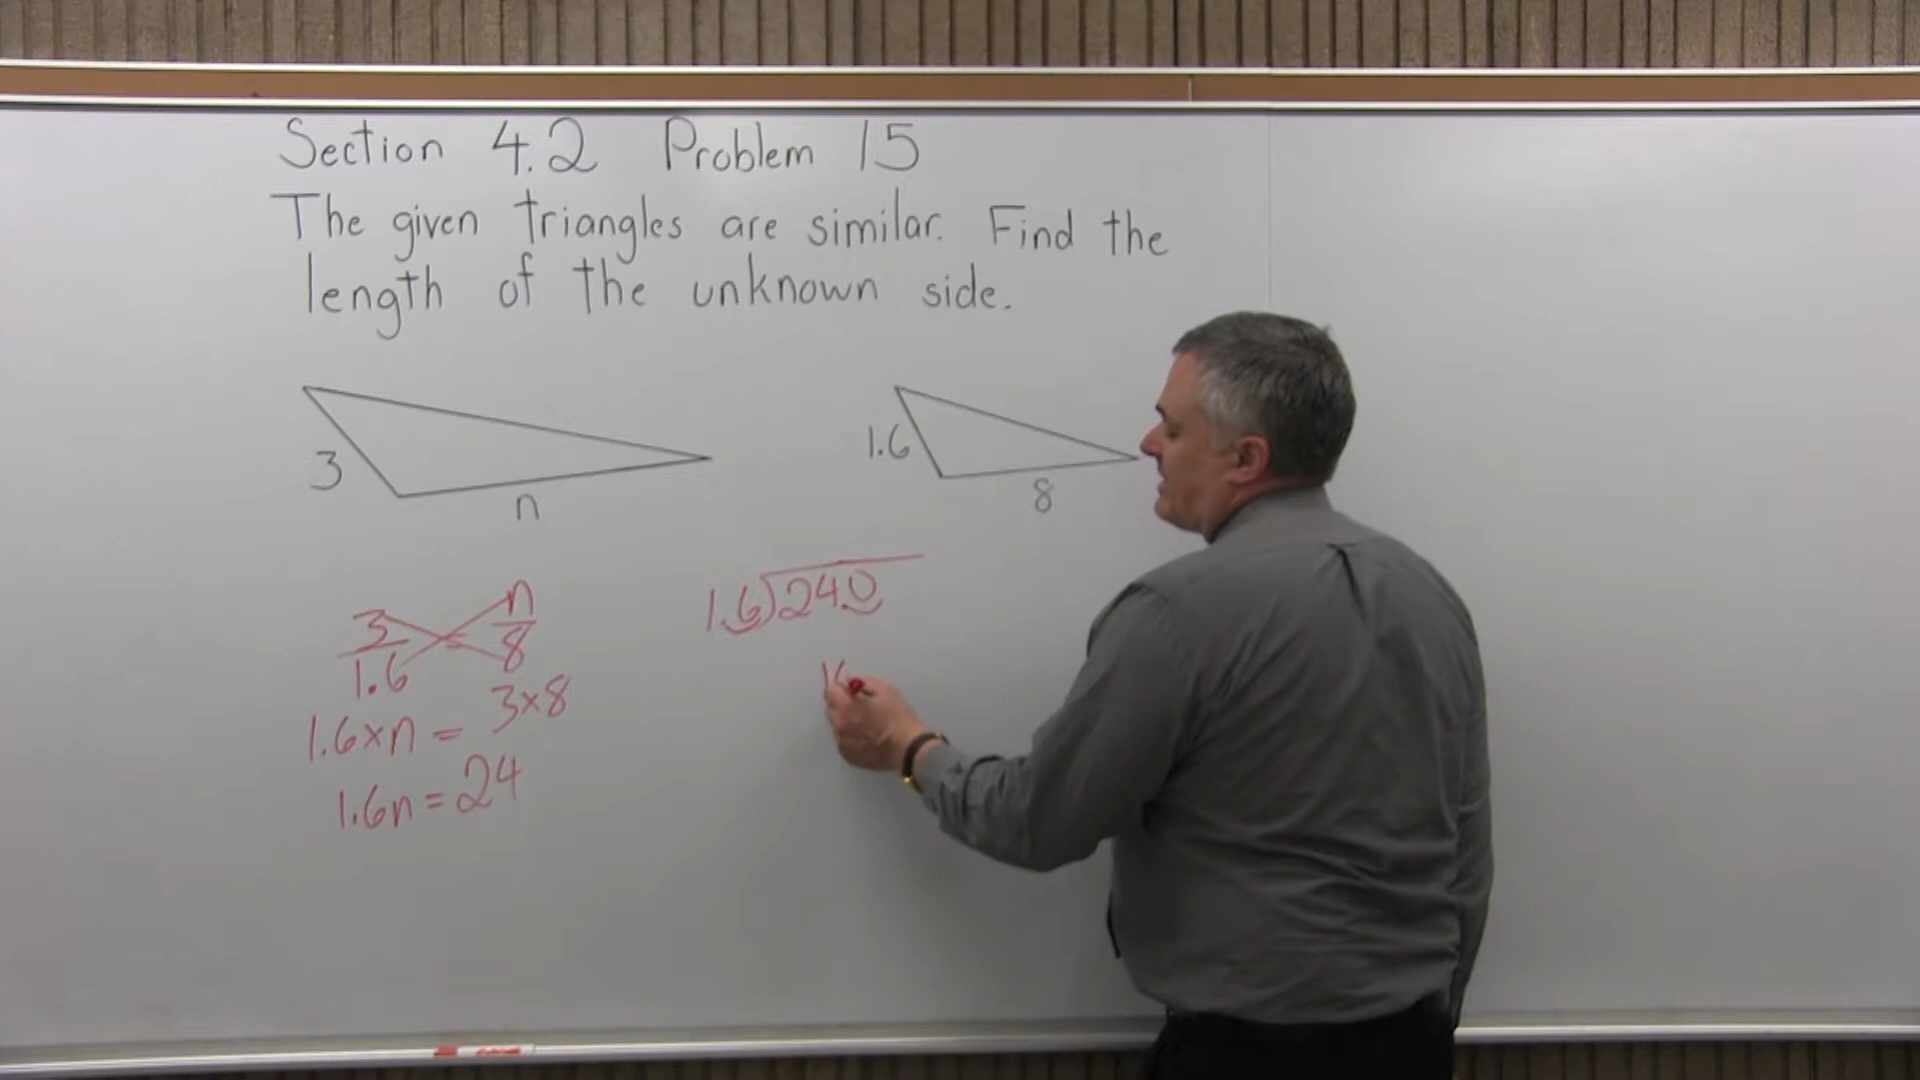 Section 4.2 Problem 15
The given triangles are similar. Find the
length of the unknown side.
3
n
1.6
8
3/1.6 = n/8
1.6 × n = 3 × 8
1.6n = 24
1.6)24.0
16